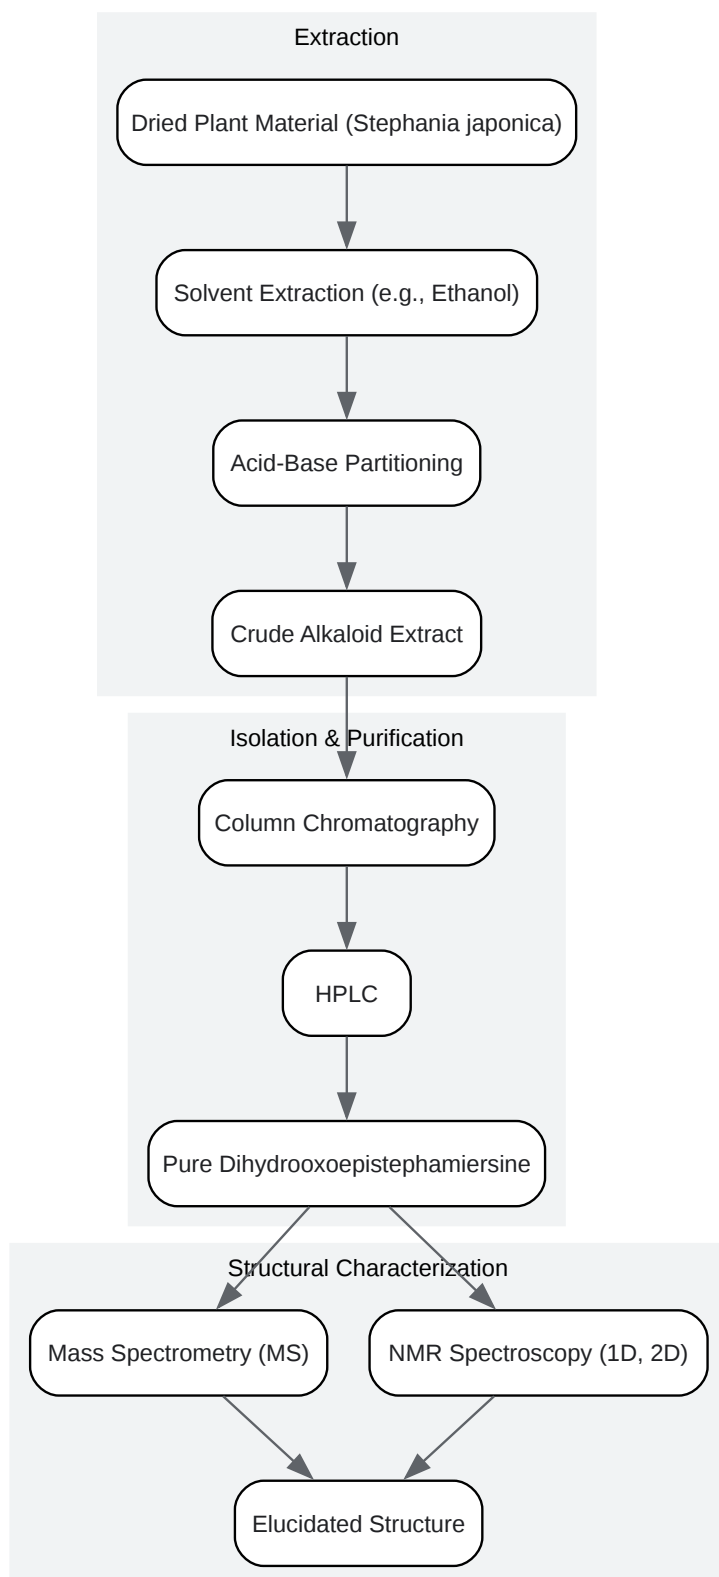 Extraction
Dried Plant Material (Stephania japonica)
Solvent Extraction (e.g., Ethanol)
Acid-Base Partitioning
Crude Alkaloid Extract
Isolation & Purification
Column Chromatography
HPLC
Pure Dihydrooxoepistephamiersine
Structural Characterization
Mass Spectrometry (MS)
NMR Spectroscopy (1D, 2D)
Elucidated Structure